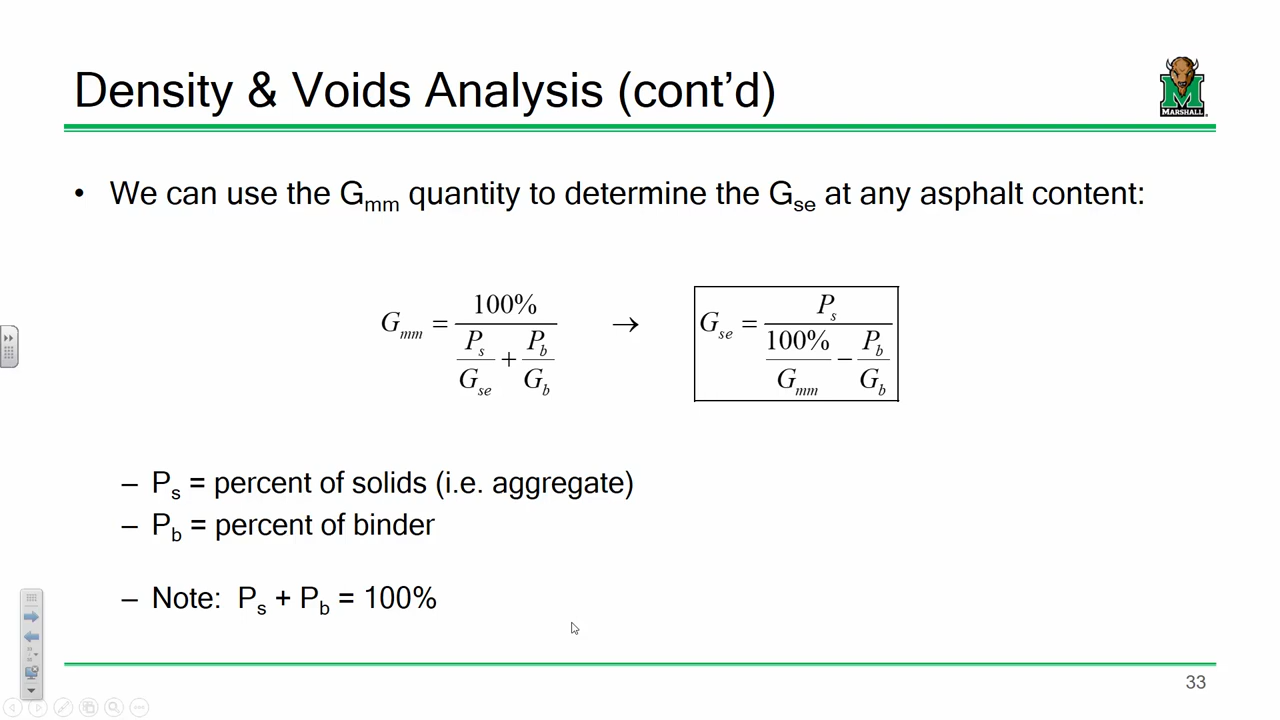 Density & Voids Analysis (cont'd)
MARSHALL
• We can use the Gmm quantity to determine the Gse at any asphalt content:
Gmm = 100% / (Ps/Gse + Pb/Gb) → Gse = Ps / (100%/Gmm − Pb/Gb)
– Ps = percent of solids (i.e. aggregate)
– Pb = percent of binder
– Note: Ps + Pb = 100%
33